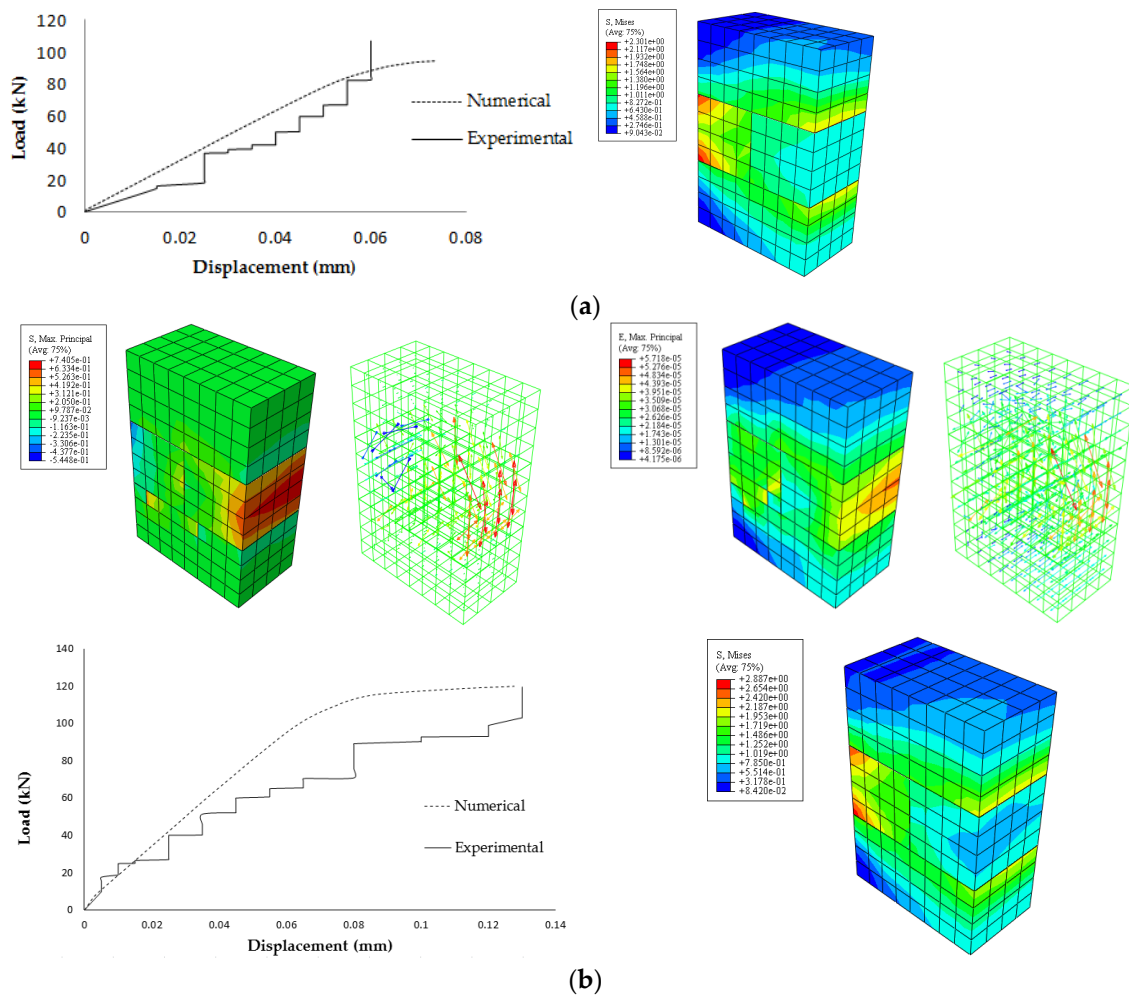 120
100
80
60
40
20
0
Load (kN)
Numerical
Experimental
0
0.02
0.04
0.06
0.08
Displacement (mm)
S, Mises
(Avg: 75%)
+2.301e+00
+2.117e+00
+1.932e+00
+1.748e+00
+1.564e+00
+1.380e+00
+1.196e+00
+1.011e+00
+8.272e-01
+6.430e-01
+4.588e-01
+2.746e-01
+9.043e-02
(a)
S, Max. Principal
(Avg: 75%)
+7.405e-01
+6.334e-01
+5.263e-01
+4.192e-01
+3.121e-01
+2.050e-01
+9.787e-02
-9.237e-03
-1.163e-01
-2.235e-01
-3.306e-01
-4.377e-01
-5.448e-01
E, Max. Principal
(Avg: 75%)
+5.718e-05
+5.276e-05
+4.834e-05
+4.393e-05
+3.951e-05
+3.509e-05
+3.068e-05
+2.626e-05
+2.184e-05
+1.743e-05
+1.301e-05
+8.592e-06
+4.175e-06
140
120
100
80
60
40
20
0
Load (kN)
Numerical
Experimental
0
0.02
0.04
0.06
0.08
0.1
0.12
0.14
Displacement (mm)
S, Mises
(Avg: 75%)
+2.887e+00
+2.654e+00
+2.420e+00
+2.187e+00
+1.953e+00
+1.719e+00
+1.486e+00
+1.252e+00
+1.019e+00
+7.850e-01
+5.514e-01
+3.178e-01
+8.420e-02
(b)